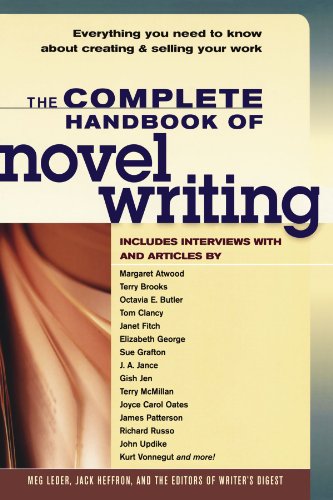 Everything you need to know
about creating & selling your work
THE COMPLETE
HANDBOOK OF
novel
writing
INCLUDES INTERVIEWS WITH
AND ARTICLES BY
Margaret Atwood
Terry Brooks
Octavia E. Butler
Tom Clancy
Janet Fitch
Elizabeth George
Sue Grafton
J. A. Jance
Gish Jen
Terry McMillan
Joyce Carol Oates
James Patterson
Richard Russo
John Updike
Kurt Vonnegut and more!
MEG LEDER, JACK HEFFRON, AND THE EDITORS OF WRITER'S DIGEST